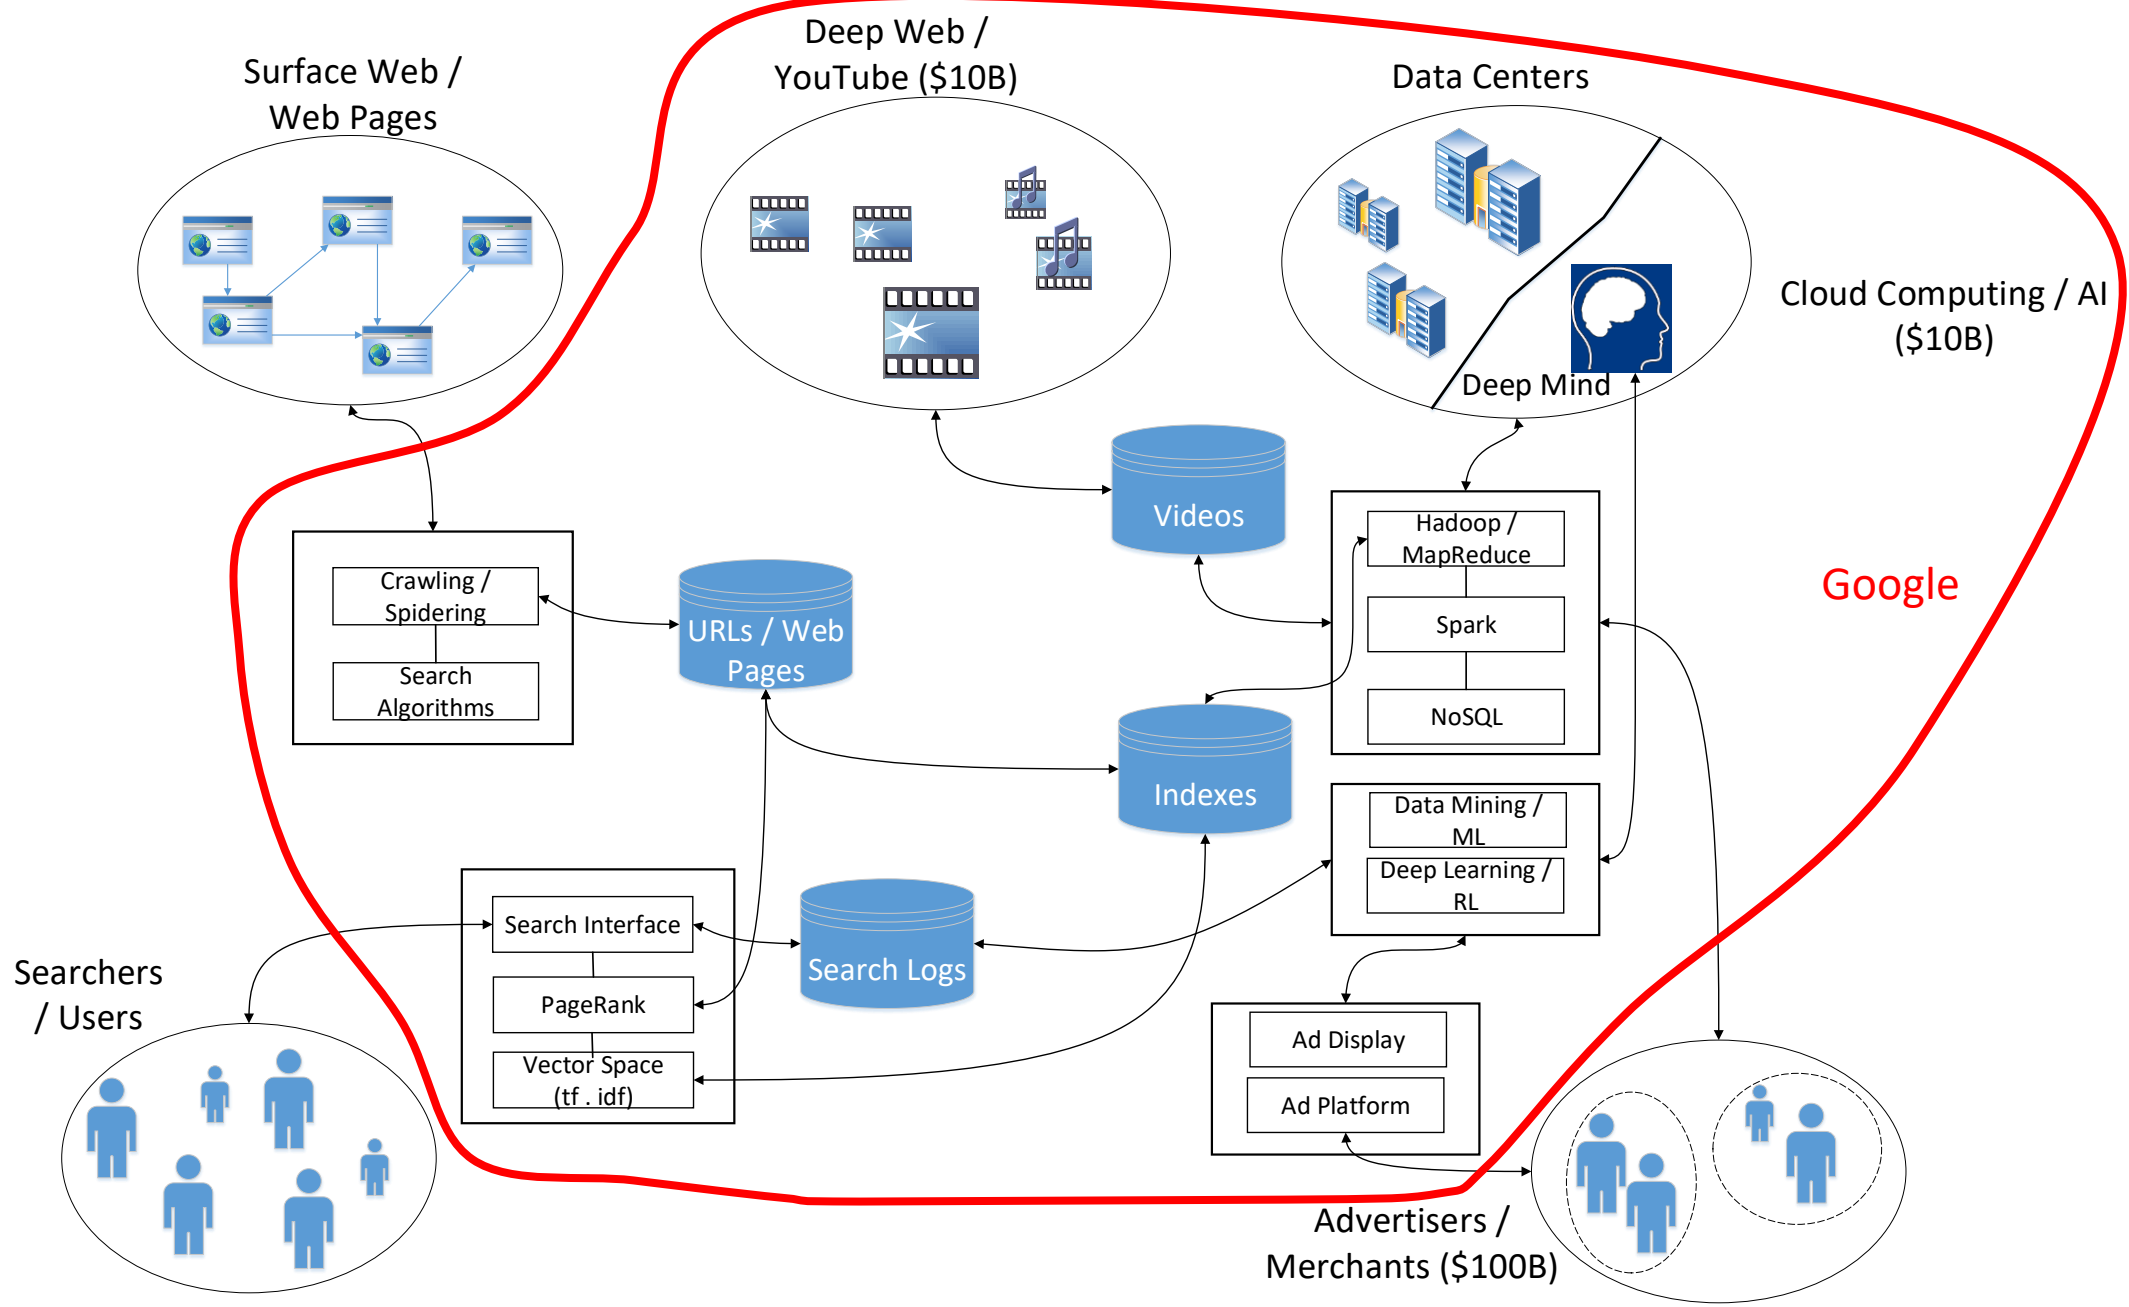 Deep Web /
YouTube ($10B)
Surface Web /
Web Pages
Data Centers
Cloud Computing / AI
($10B)
Deep Mind
Videos
Hadoop /
MapReduce
Spark
NoSQL
Google
Crawling /
Spidering
Search
Algorithms
URLs / Web
Pages
Indexes
Data Mining /
ML
Deep Learning /
RL
Search Interface
PageRank
Vector Space
(tf . idf)
Search Logs
Searchers
/ Users
Ad Display
Ad Platform
Advertisers /
Merchants ($100B)